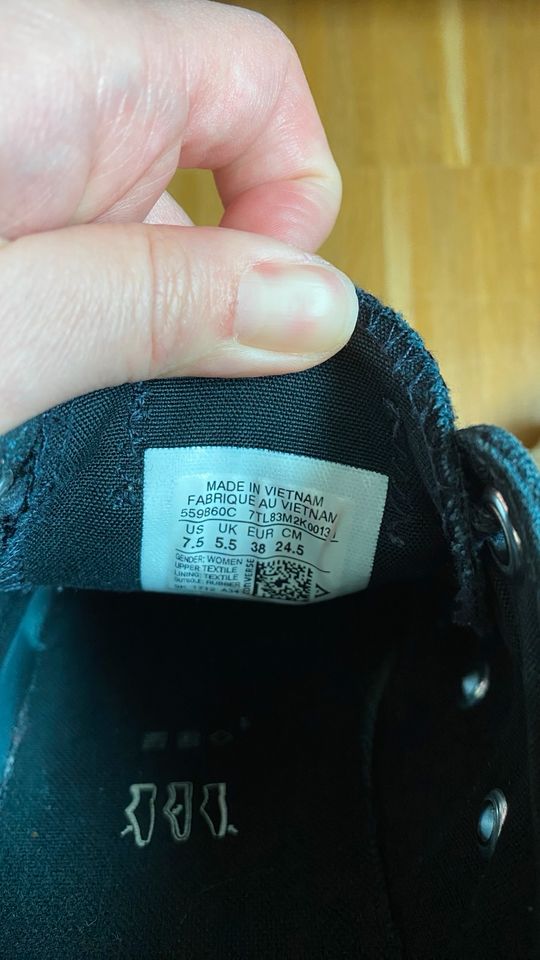 MADE IN VIETNAM
FABRIQUE AU VIETNAM
559860C 7TL83M2K0013
US UK EUR CM
7.5 5.5 38 24.5
GENDER: WOMEN
UPPER:TEXTILE
LINING: TEXTILE
OUTSOLE: RUBBER
CONVERSE